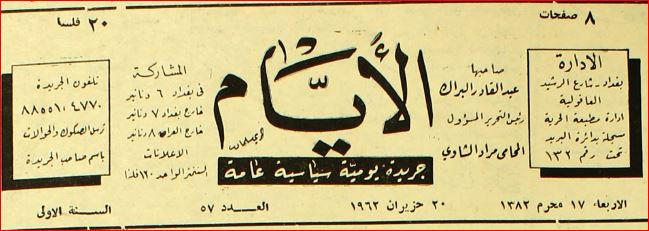 ٨ صفحات
٢٠ فلسا
الادارة
بغداد - شارع الرشيد
العاقولية
ادارة مطبعة الحرية
سجلة بدائرة البريد
تحت رقم ١٣٢
صاحبها
عبدالقادر البراك
رئيس التحرير المسؤول
المحامي مراد الشاوي
الأيام
جريدة يومية سياسية عامة
المشاركة
في بغداد ٦ دنانير
خارج بغداد ٧ دنانير
خارج العراق ٨ دنانير
الاعلانات
السنتمتر الواحد ١٢٠ فلسا
تلفون الجريدة
٨٨٥٥١،٤٧٧٠
ترسل الصكوك والحوالات
باسم صاحب الجريدة
الاربعاء ١٧ محرم ١٣٨٢
٢٠ حزيران ١٩٦٢
العدد ٥٧
السنة الاولى